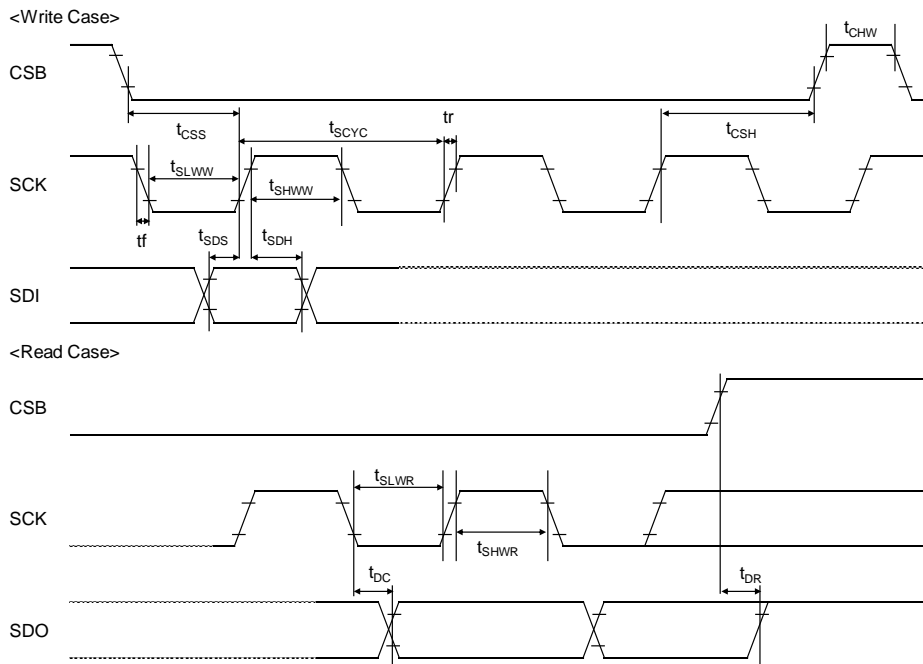 <Write Case>
CSB
tCHW
tCSS
tSCYC
tr
tCSH
SCK
tSLWW
tSHWW
tf
tSDS
tSDH
SDI
<Read Case>
CSB
SCK
tSLWR
tSHWR
tDC
tDR
SDO